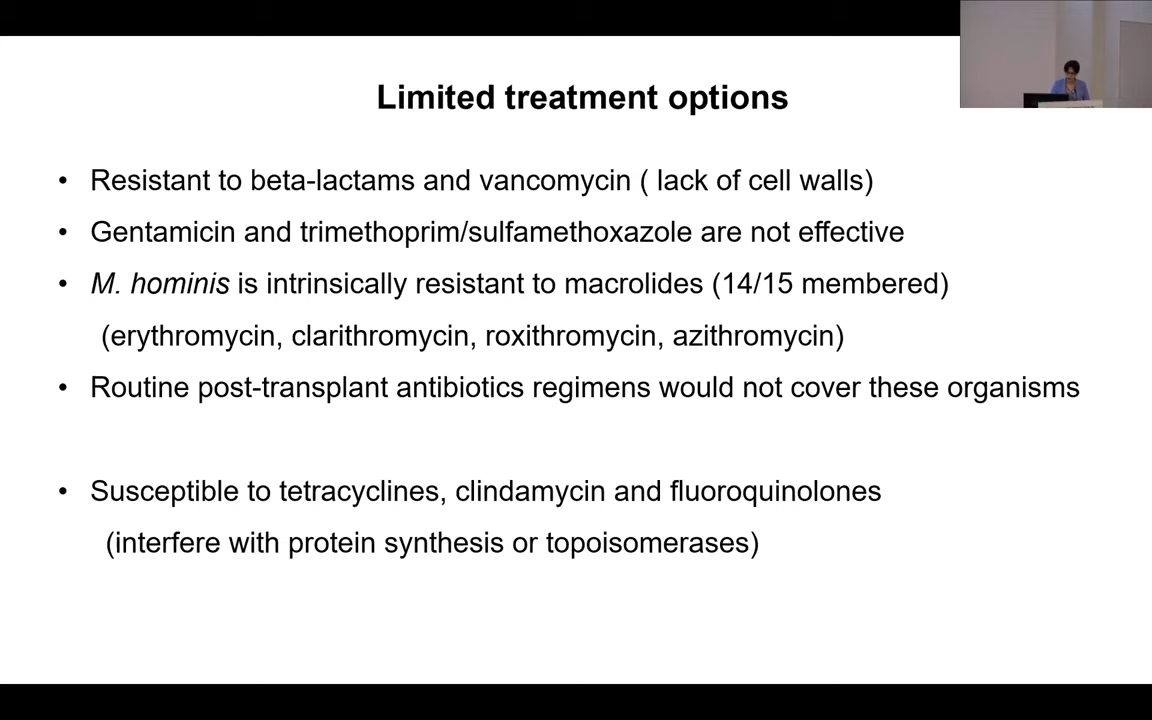 Limited treatment options
• Resistant to beta-lactams and vancomycin ( lack of cell walls)
• Gentamicin and trimethoprim/sulfamethoxazole are not effective
• M. hominis is intrinsically resistant to macrolides (14/15 membered)
(erythromycin, clarithromycin, roxithromycin, azithromycin)
• Routine post-transplant antibiotics regimens would not cover these organisms
• Susceptible to tetracyclines, clindamycin and fluoroquinolones
(interfere with protein synthesis or topoisomerases)